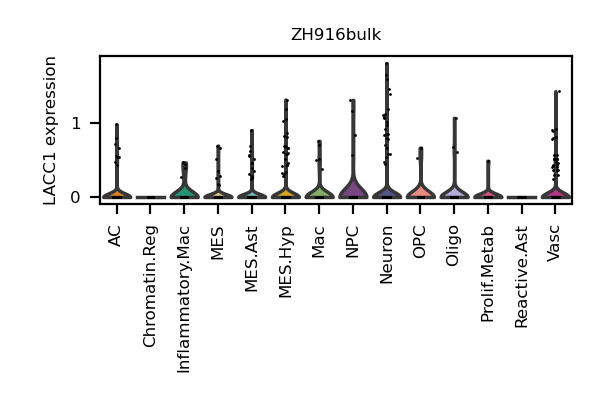 ZH916bulk
LACC1 expression
1
0
AC
Chromatin.Reg
Inflammatory.Mac
MES
MES.Ast
MES.Hyp
Mac
NPC
Neuron
OPC
Oligo
Prolif.Metab
Reactive.Ast
Vasc